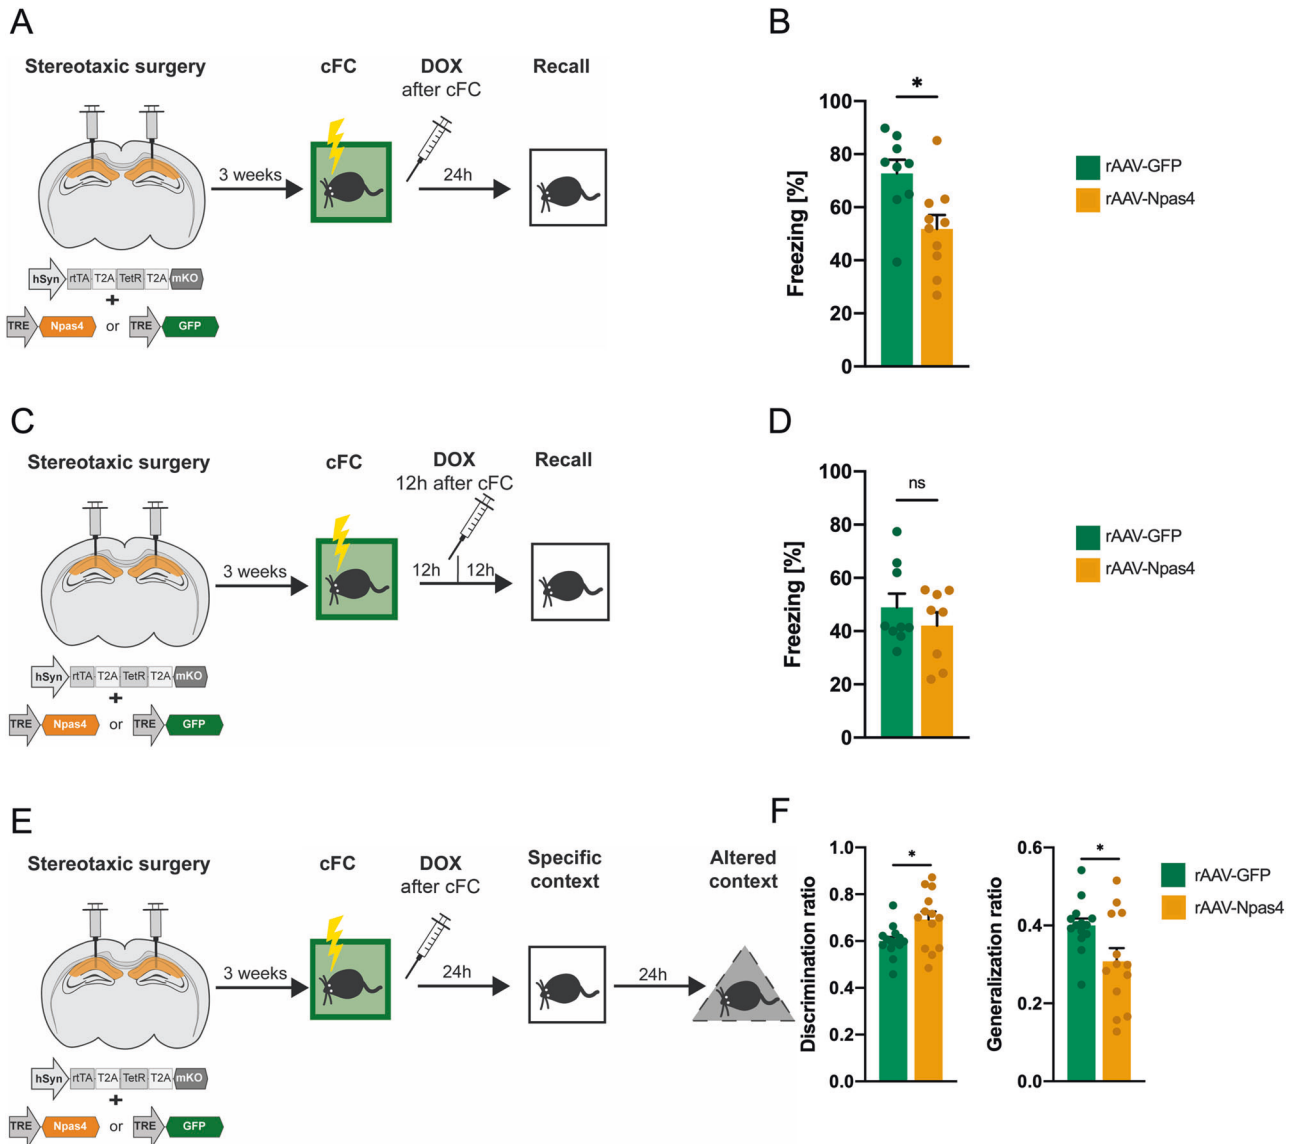 A
Stereotaxic surgery
cFC
DOX
after cFC
Recall
3 weeks
24h
hSyn rtTA T2A TetR T2A mKO
+
TRE Npas4 or TRE GFP
B
*
Freezing [%]
100
80
60
40
20
0
rAAV-GFP
rAAV-Npas4
C
Stereotaxic surgery
cFC
DOX
12h after cFC
Recall
3 weeks
12h 12h
hSyn rtTA T2A TetR T2A mKO
+
TRE Npas4 or TRE GFP
D
ns
Freezing [%]
100
80
60
40
20
0
rAAV-GFP
rAAV-Npas4
E
Stereotaxic surgery
cFC
DOX
after cFC
Specific
context
Altered
context
3 weeks
24h
24h
hSyn rtTA T2A TetR T2A mKO
+
TRE Npas4 or TRE GFP
F
*
Discrimination ratio
1.0
0.8
0.6
0.4
0.2
0.0
*
Generalization ratio
0.6
0.4
0.2
0.0
rAAV-GFP
rAAV-Npas4